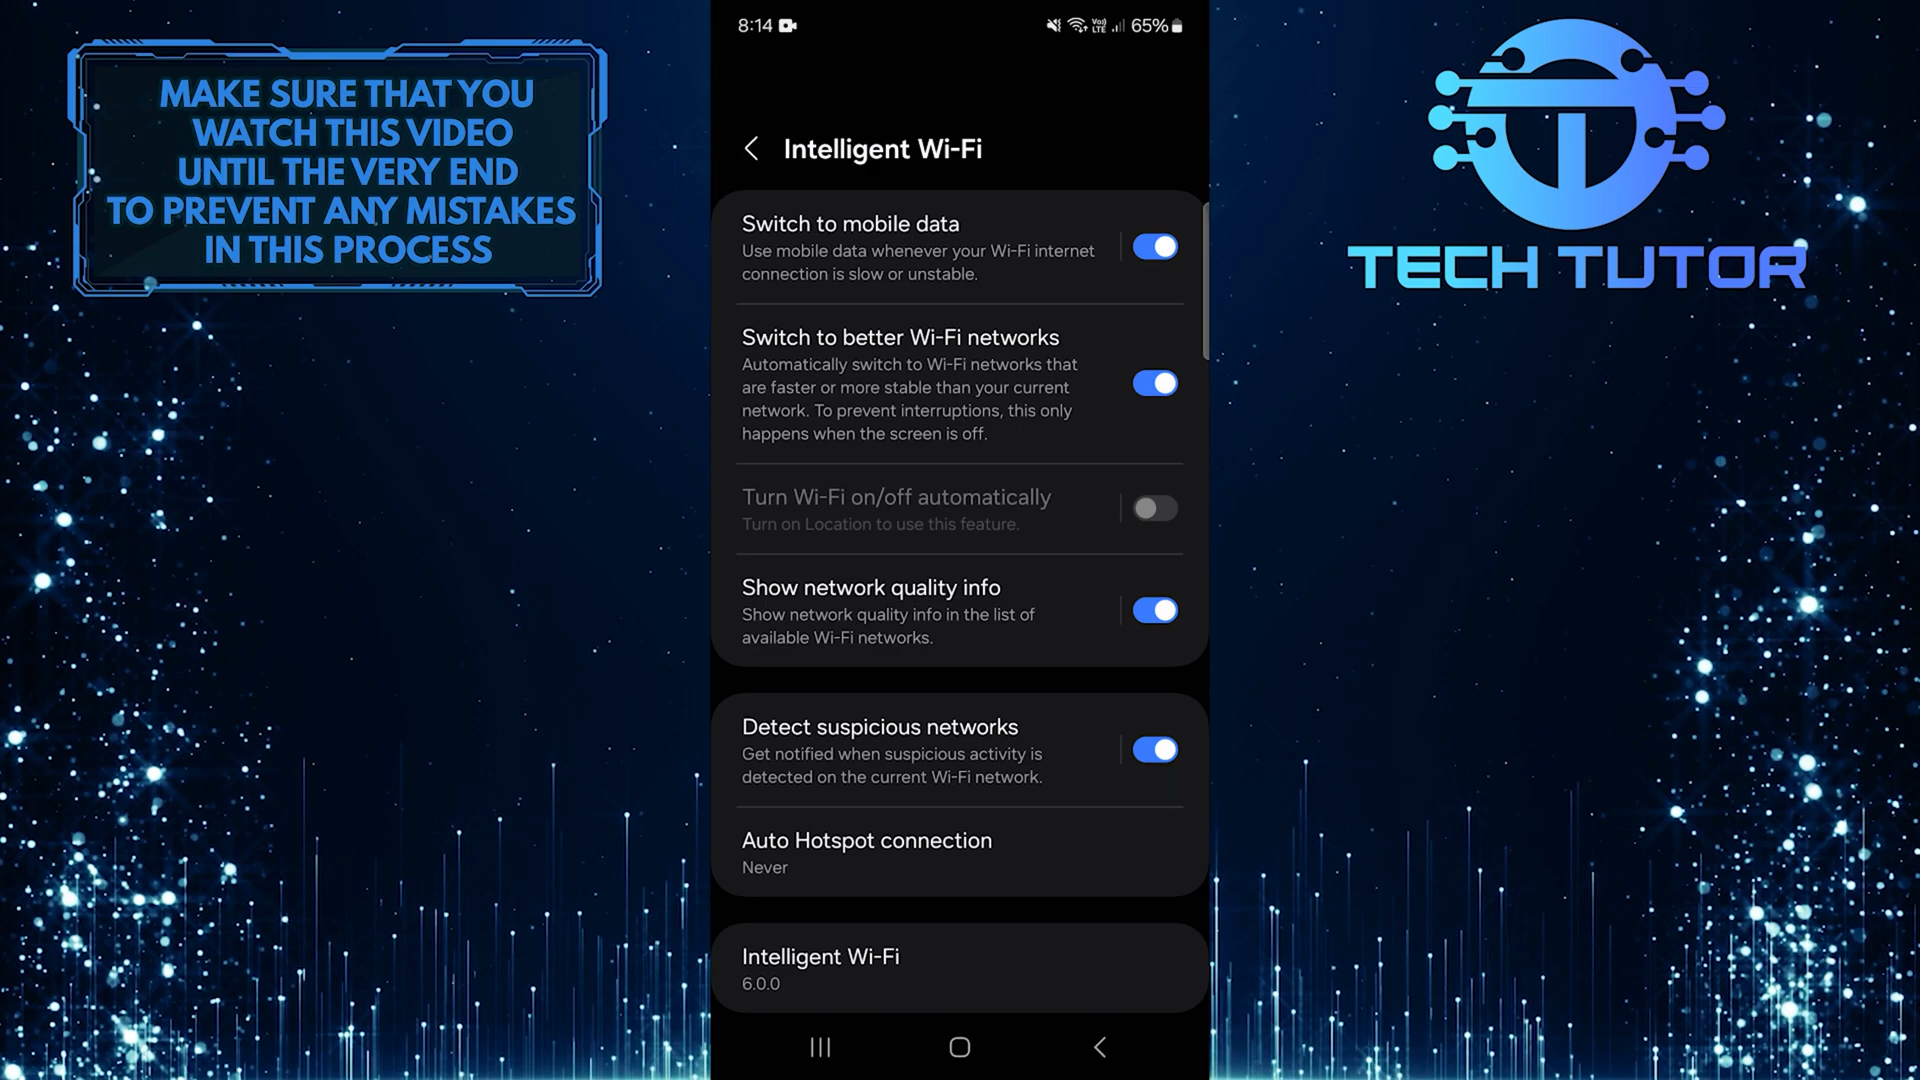 MAKE SURE THAT YOU
WATCH THIS VIDEO
UNTIL THE VERY END
TO PREVENT ANY MISTAKES
IN THIS PROCESS
8:14
Vo))
LTE
65%
Intelligent Wi-Fi
Switch to mobile data
Use mobile data whenever your Wi-Fi internet
connection is slow or unstable.
Switch to better Wi-Fi networks
Automatically switch to Wi-Fi networks that
are faster or more stable than your current
network. To prevent interruptions, this only
happens when the screen is off.
Turn Wi-Fi on/off automatically
Turn on Location to use this feature.
Show network quality info
Show network quality info in the list of
available Wi-Fi networks.
Detect suspicious networks
Get notified when suspicious activity is
detected on the current Wi-Fi network.
Auto Hotspot connection
Never
Intelligent Wi-Fi
6.0.0
TECH TUTOR